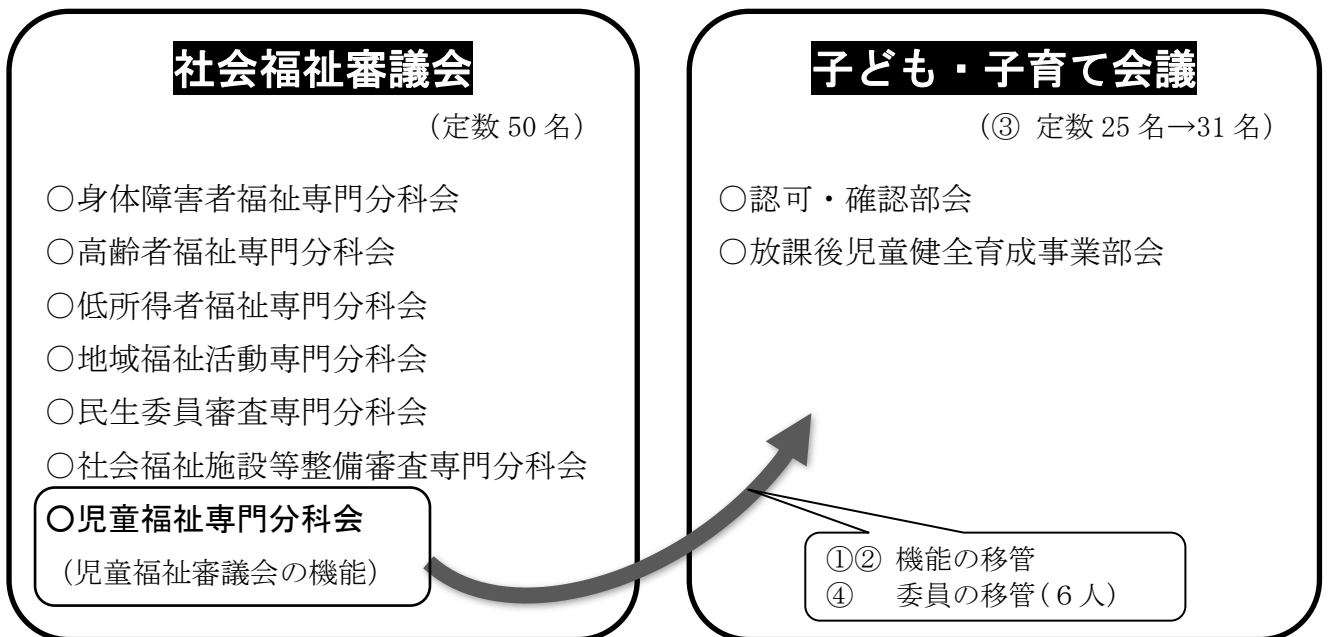 社会福祉審議会
（定数 50 名）
○身体障害者福祉専門分科会
○高齢者福祉専門分科会
○低所得者福祉専門分科会
○地域福祉活動専門分科会
○民生委員審査専門分科会
○社会福祉施設等整備審査専門分科会
○児童福祉専門分科会
（児童福祉審議会の機能）
子ども・子育て会議
（③ 定数 25 名→31 名）
○認可・確認部会
○放課後児童健全育成事業部会
①② 機能の移管
④ 委員の移管（６人）